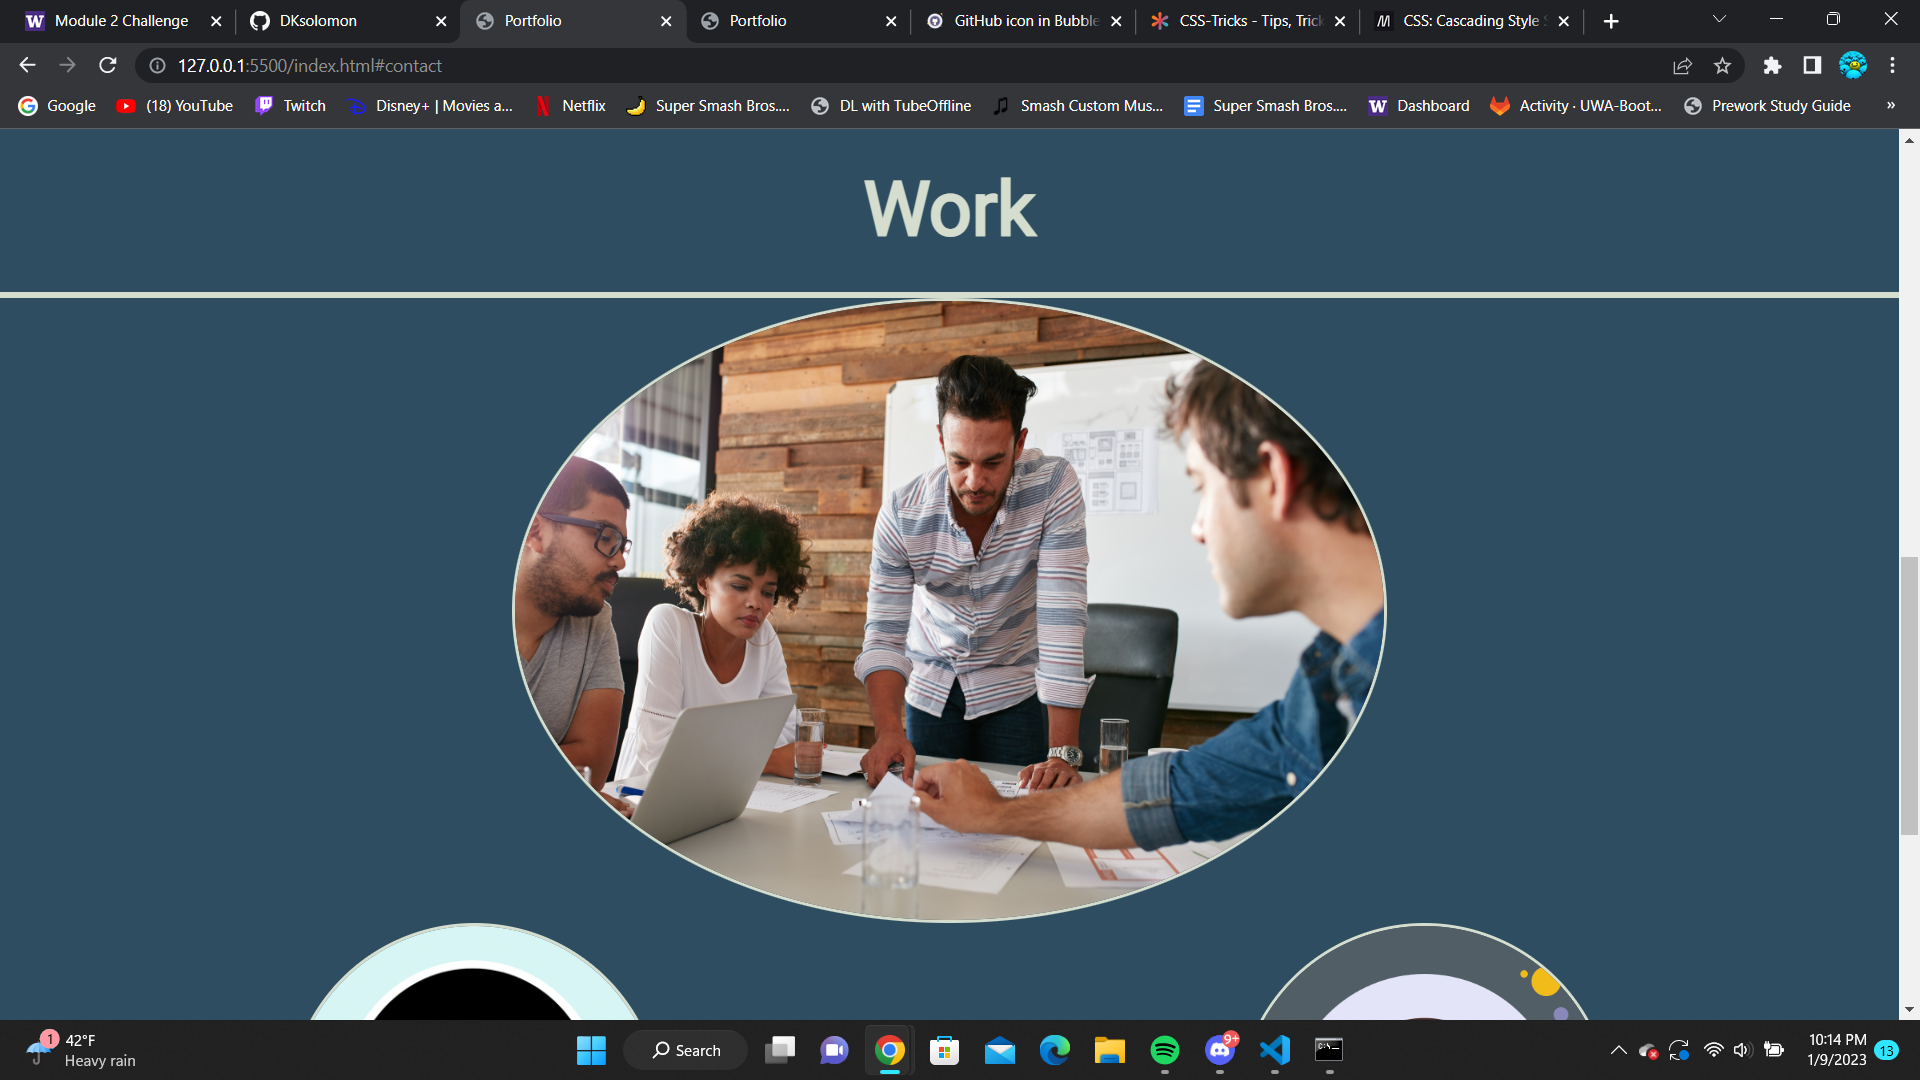 Module 2 Challenge
DKsolomon
Portfolio
Portfolio
GitHub icon in Bubble
CSS-Tricks - Tips, Trick
CSS: Cascading Style S
127.0.0.1:5500/index.html#contact
Google
(18) YouTube
Twitch
Disney+ | Movies a...
Netflix
Super Smash Bros....
DL with TubeOffline
Smash Custom Mus...
Super Smash Bros....
Dashboard
Activity · UWA-Boot...
Prework Study Guide
»
Work
1
42°F
Heavy rain
Search
9+
10:14 PM
1/9/2023
13